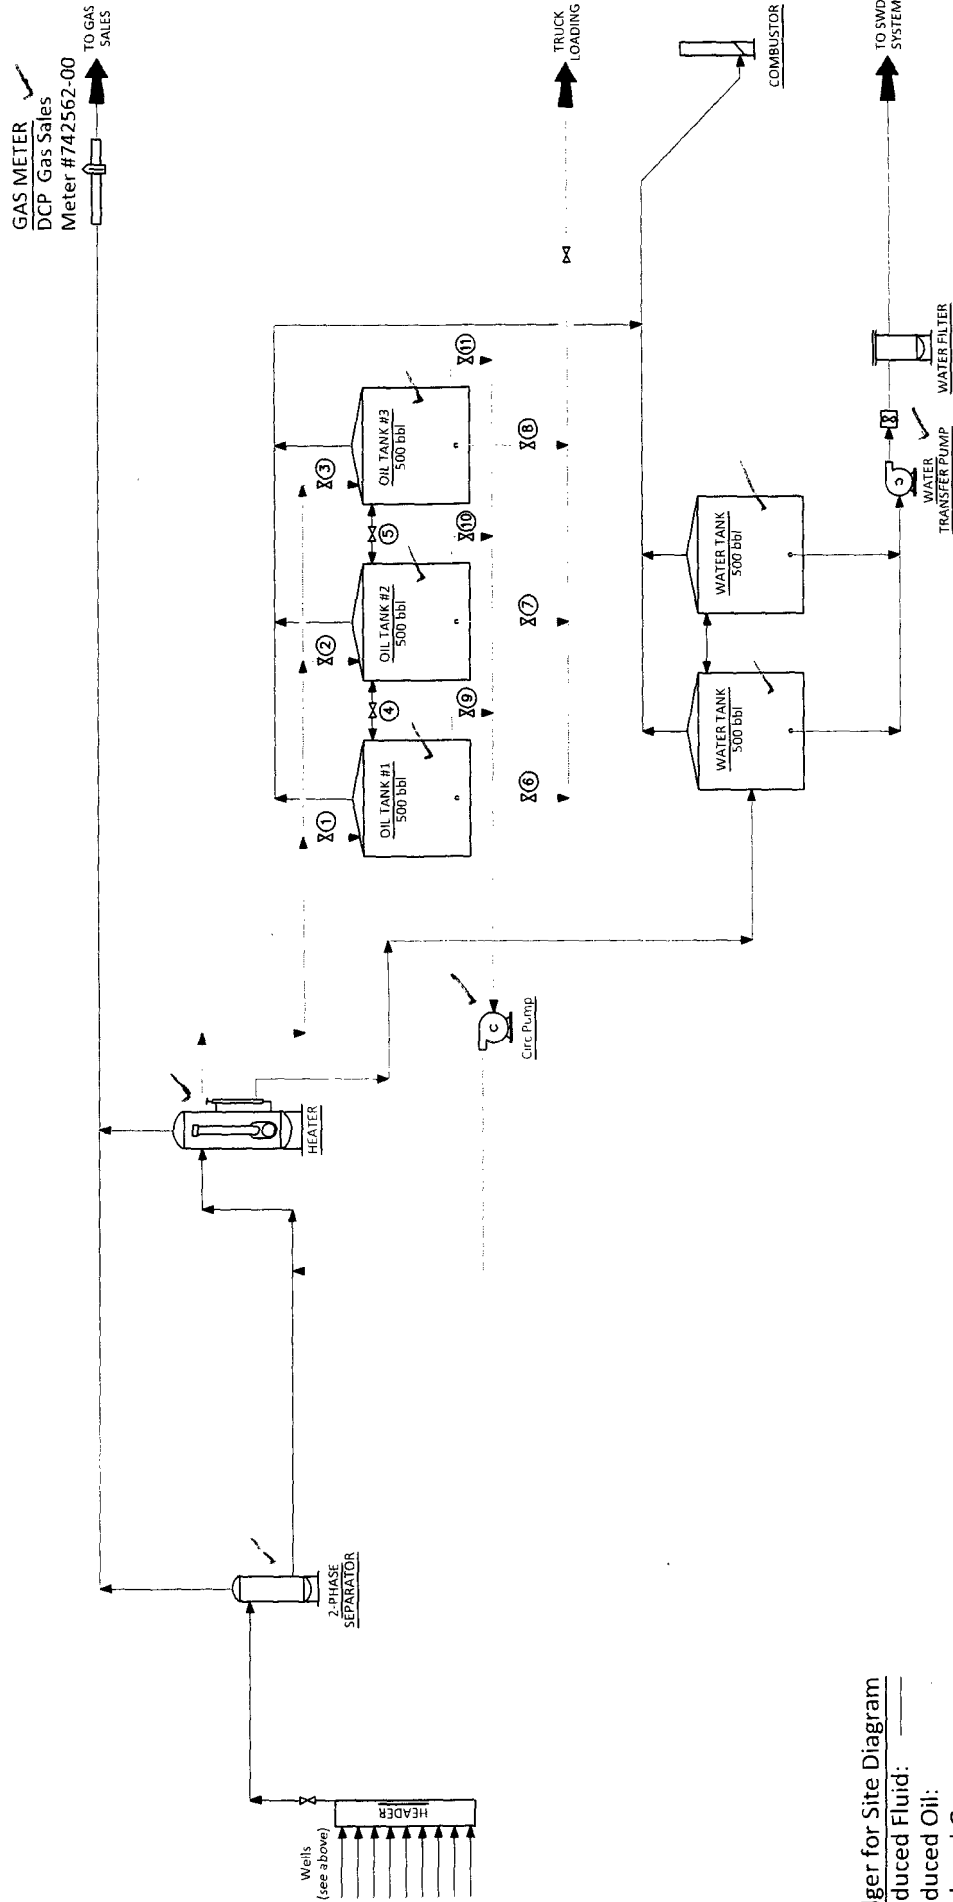 GAS METER
DCP Gas Sales
Meter #742562-00
TO GAS
SALES
TRUCK
LOADING
COMBUSTOR
TO SWD
SYSTEM
WATER FILTER
WATER
TRANSFER PUMP
OIL TANK #1
500 bbl
OIL TANK #2
500 bbl
OIL TANK #3
500 bbl
1
2
3
4
5
6
7
8
9
10
11
WATER TANK
500 bbl
WATER TANK
500 bbl
C
Circ Pump
HEATER
2-PHASE
SEPARATOR
HEADER
Wells
(see above)
ger for Site Diagram
duced Fluid:
duced Oil: